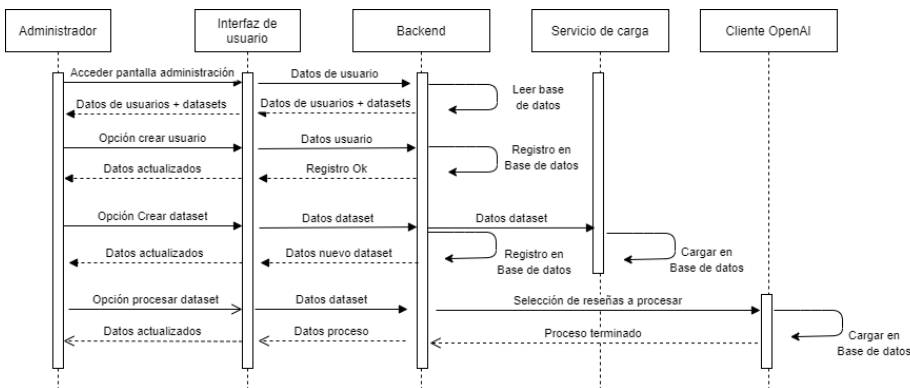 Administrador
Interfaz de
usuario
Backend
Servicio de carga
Cliente OpenAI
Acceder pantalla administración
Datos de usuario
Leer base
de datos
Datos de usuarios + datasets
Datos de usuarios + datasets
Opción crear usuario
Datos usuario
Registro en
Base de datos
Datos actualizados
Registro Ok
Opción Crear dataset
Datos dataset
Datos dataset
Registro en
Base de datos
Cargar en
Base de datos
Datos actualizados
Datos nuevo dataset
Opción procesar dataset
Datos dataset
Selección de reseñas a procesar
Cargar en
Base de datos
Datos actualizados
Datos proceso
Proceso terminado